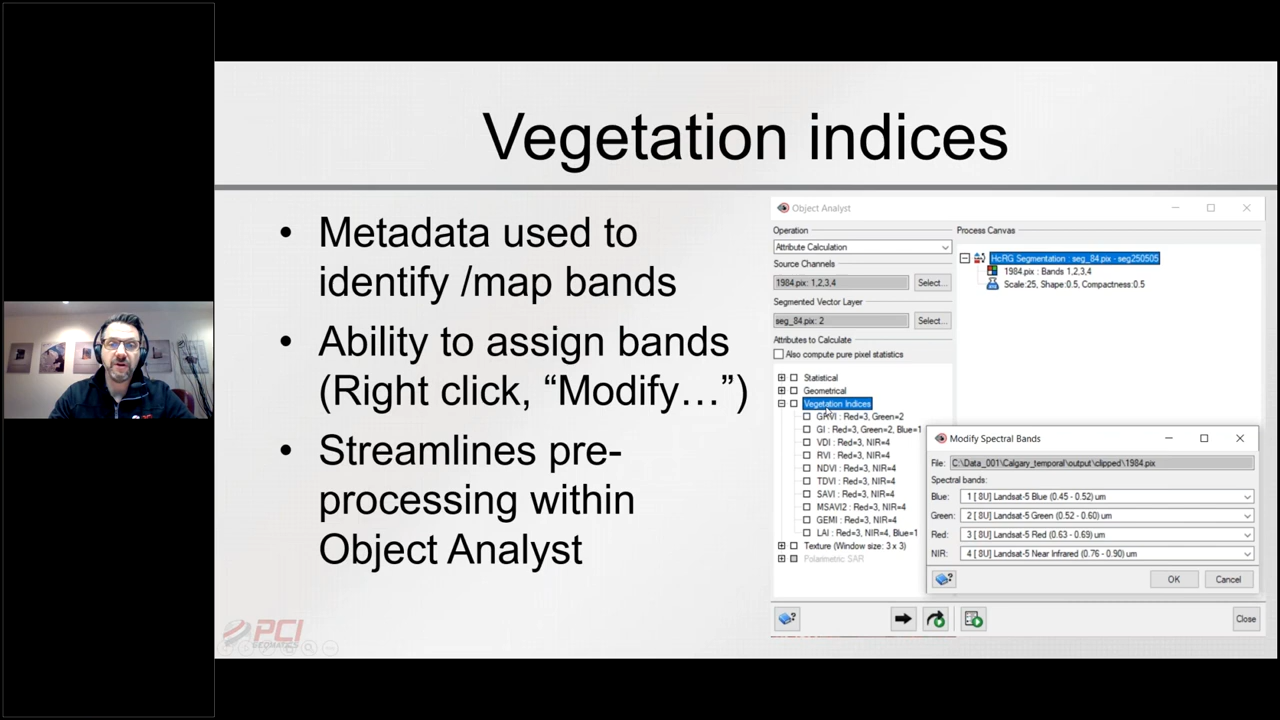 Vegetation indices
• Metadata used to
identify /map bands
• Ability to assign bands
(Right click, “Modify…”)
• Streamlines pre-
processing within
Object Analyst
PCI
GEOMATICS
Object Analyst
Operation
Attribute Calculation
Source Channels
1984.pix: 1,2,3,4
Select...
Segmented Vector Layer
seg_84.pix: 2
Select...
Attributes to Calculate
Also compute pure pixel statistics
Statistical
Geometrical
Vegetation Indices
GRVI : Red=3, Green=2
GI : Red=3, Green=2, Blue=1
VDI : Red=3, NIR=4
RVI : Red=3, NIR=4
NDVI : Red=3, NIR=4
TDVI : Red=3, NIR=4
SAVI : Red=3, NIR=4
MSAVI2 : Red=3, NIR=4
GEMI : Red=3, NIR=4
LAI : Red=3, NIR=4, Blue=1
Texture (Window size: 3 x 3)
Polarimetric SAR
Process Canvas
HcRG Segmentation : seg_84.pix - seg250505
1984.pix : Bands 1,2,3,4
Scale:25, Shape:0.5, Compactness:0.5
Modify Spectral Bands
File: C:\Data_001\Calgary_temporal\output\clipped\1984.pix
Spectral bands:
Blue: 1 [ 8U] Landsat-5 Blue (0.45 - 0.52) um
Green: 2 [ 8U] Landsat-5 Green (0.52 - 0.60) um
Red: 3 [ 8U] Landsat-5 Red (0.63 - 0.69) um
NIR: 4 [ 8U] Landsat-5 Near Infrared (0.76 - 0.90) um
OK
Cancel
Close